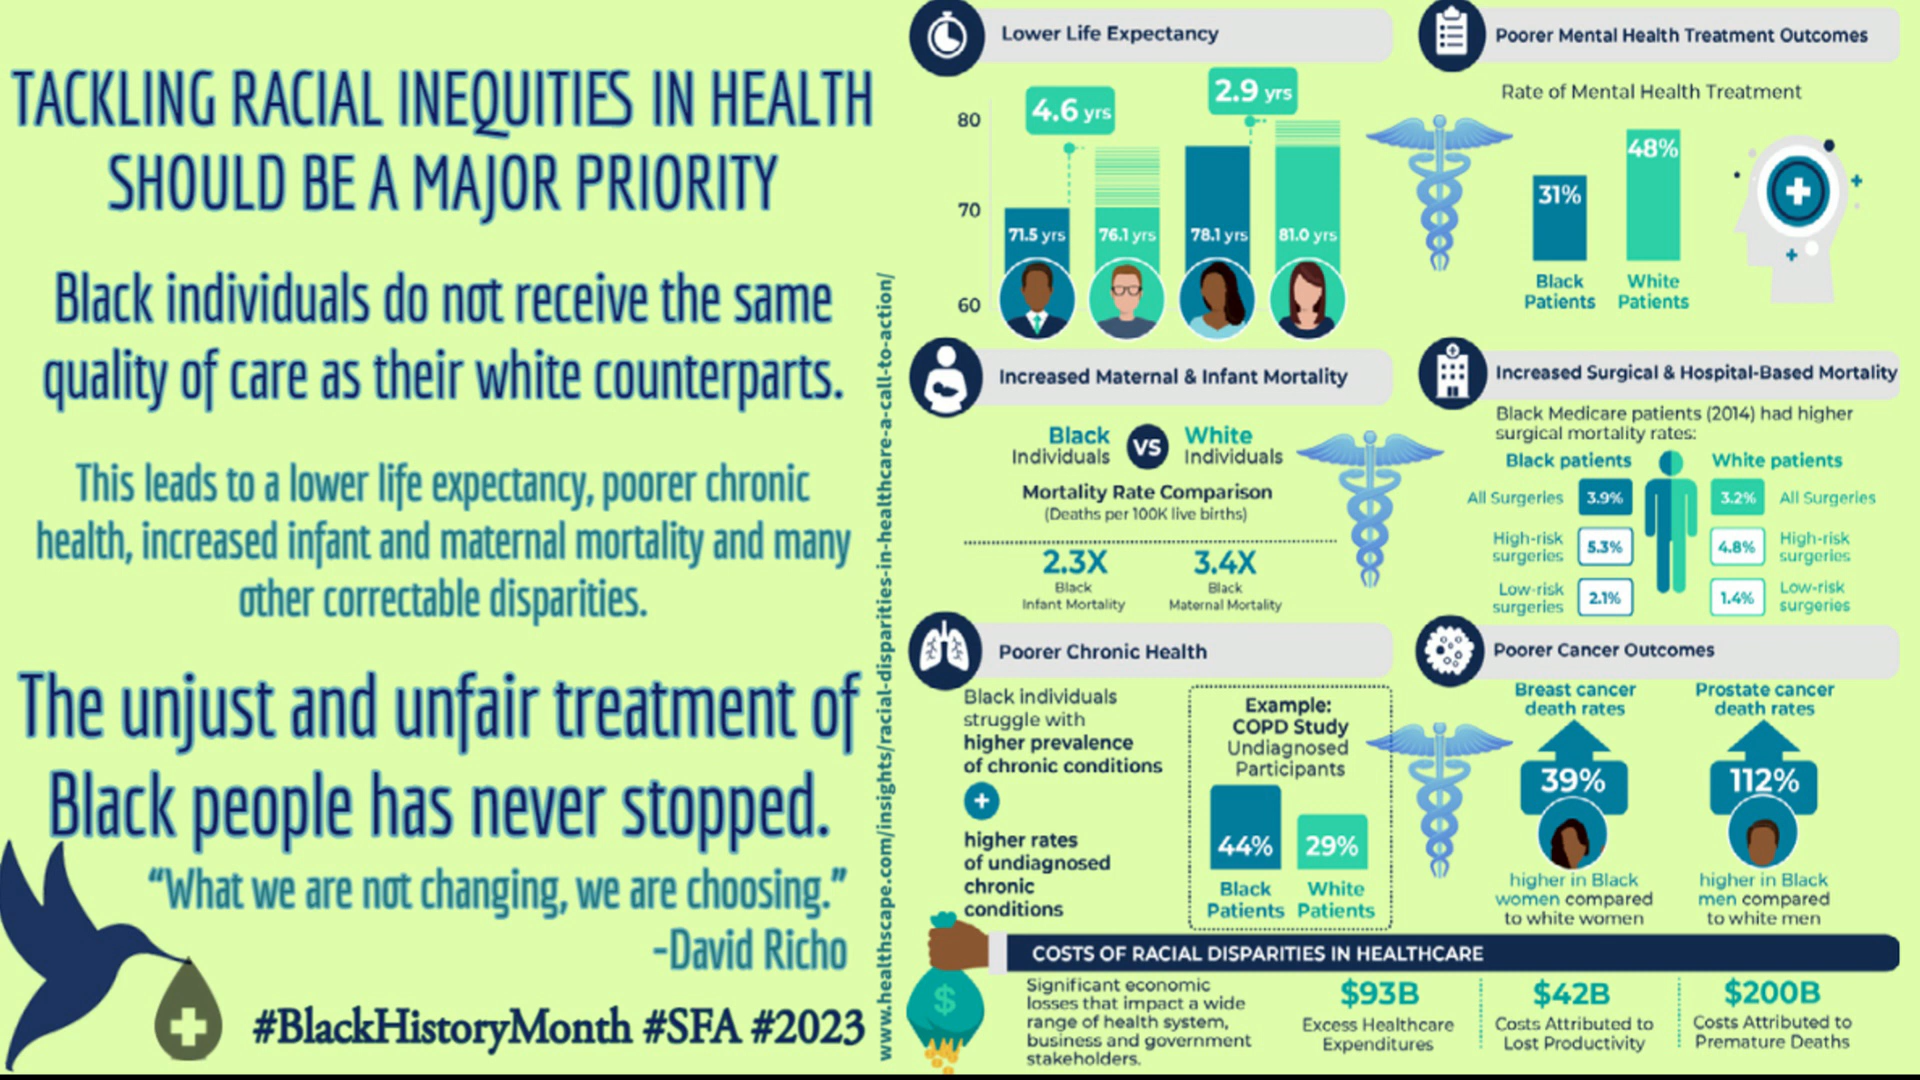 TACKLING RACIAL INEQUITIES IN HEALTH
SHOULD BE A MAJOR PRIORITY
Black individuals do not receive the same
quality of care as their white counterparts.
This leads to a lower life expectancy, poorer chronic
health, increased infant and maternal mortality and many
other correctable disparities.
The unjust and unfair treatment of
Black people has never stopped.
“What we are not changing, we are choosing.”
-David Richo
#BlackHistoryMonth #SFA #2023
www.healthscape.com/insights/racial-disparities-in-healthcare-a-call-to-action/
Lower Life Expectancy
4.6 yrs
2.9 yrs
80
70
60
71.5 yrs
76.1 yrs
78.1 yrs
81.0 yrs
Poorer Mental Health Treatment Outcomes
Rate of Mental Health Treatment
31%
48%
Black
Patients
White
Patients
Increased Maternal & Infant Mortality
Black
Individuals
VS
White
Individuals
Mortality Rate Comparison
(Deaths per 100K live births)
2.3X
Black
Infant Mortality
3.4X
Black
Maternal Mortality
Increased Surgical & Hospital-Based Mortality
Black Medicare patients (2014) had higher
surgical mortality rates:
Black patients
White patients
All Surgeries
3.9%
3.2%
All Surgeries
High-risk
surgeries
5.3%
4.8%
High-risk
surgeries
Low-risk
surgeries
2.1%
1.4%
Low-risk
surgeries
Poorer Chronic Health
Black individuals
struggle with
higher prevalence
of chronic conditions
+
higher rates
of undiagnosed
chronic
conditions
Example:
COPD Study
Undiagnosed
Participants
44%
29%
Black
Patients
White
Patients
Poorer Cancer Outcomes
Breast cancer
death rates
39%
higher in Black
women compared
to white women
Prostate cancer
death rates
112%
higher in Black
men compared
to white men
COSTS OF RACIAL DISPARITIES IN HEALTHCARE
$
Significant economic
losses that impact a wide
range of health system,
business and government
stakeholders.
$93B
Excess Healthcare
Expenditures
$42B
Costs Attributed to
Lost Productivity
$200B
Costs Attributed to
Premature Deaths